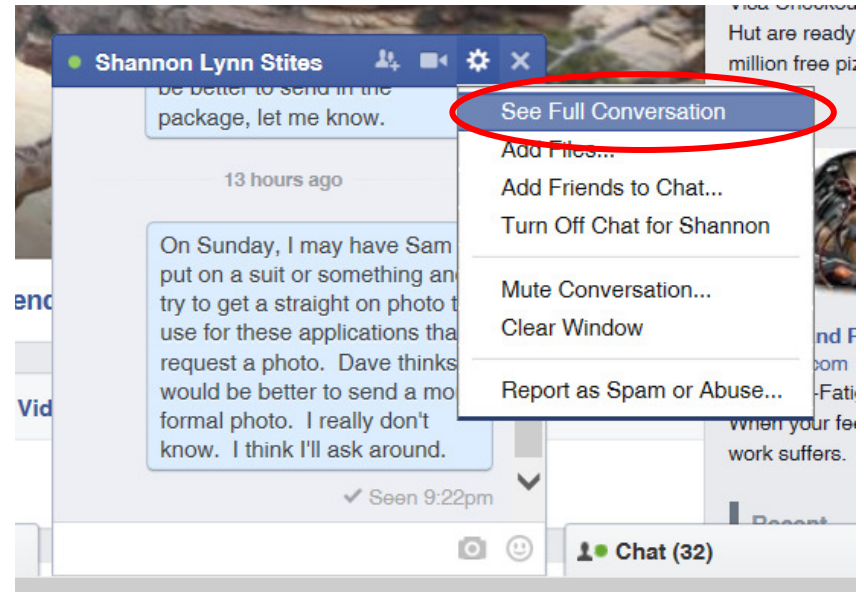 Hut are ready
million free piz
Shannon Lynn Stites
be better to send in the
package, let me know.
13 hours ago
On Sunday, I may have Sam
put on a suit or something and
try to get a straight on photo t
use for these applications tha
request a photo. Dave thinks
would be better to send a mo
formal photo. I really don't
know. I think I'll ask around.
Seen 9:22pm
See Full Conversation
Add Files...
Add Friends to Chat...
Turn Off Chat for Shannon
Mute Conversation...
Clear Window
Report as Spam or Abuse...
end
Vid
nd F
com
-Fati
When your fee
work suffers.
Recent
Chat (32)